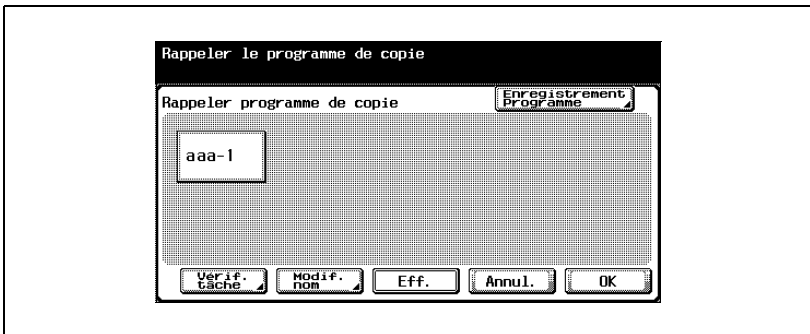 Rappeler le programme de copie
Rappeler programme de copie
Enregistrement
Programme
aaa-1
Vérif.
tâche
Modif.
nom
Eff.
Annul.
OK